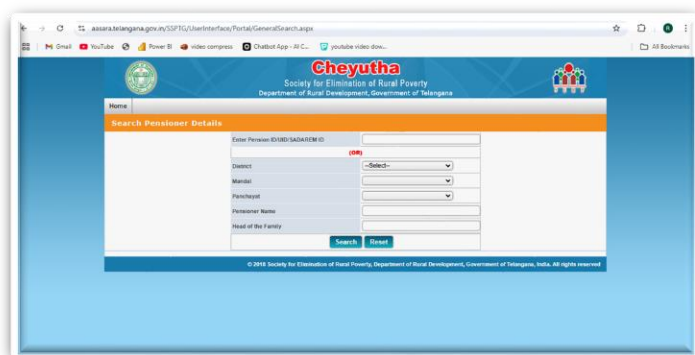 assara.telangana.gov.in/SSPTG/UserInterface/Portal/GeneralSearch.aspx
Gmail YouTube Power BI video compress Chatbot App - AI C... youtube video dow... All Bookmarks
Cheyutha
Society for Elimination of Rural Poverty
Department of Rural Development, Government of Telangana
Home
Search Pensioner Details
Enter Pension ID/UID/SADAREM ID
(OR)
District --Select--
Mandal
Panchayat
Pensioner Name
Head of the Family
Search Reset
© 2016 Society for Elimination of Rural Poverty, Department of Rural Development, Government of Telangana, India. All rights reserved